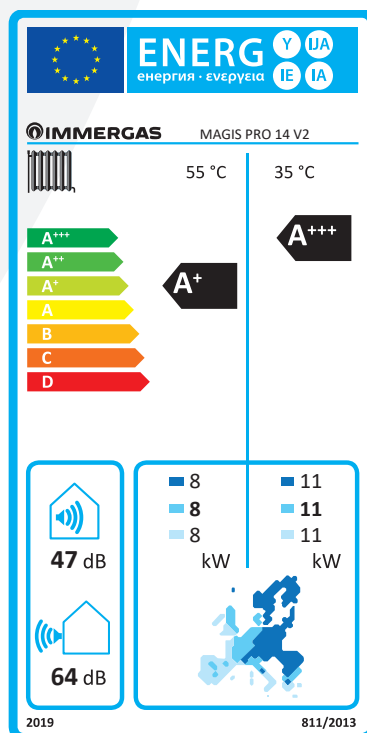 ENERG Y IJA
енергия · ενεργεια IE IA
IMMERGAS MAGIS PRO 14 V2
55 °C 35 °C
A+++ A+++
A++
A+ A+
A
B
C
D
8 11
8 11
8 11
kW kW
47 dB
64 dB
2019 811/2013